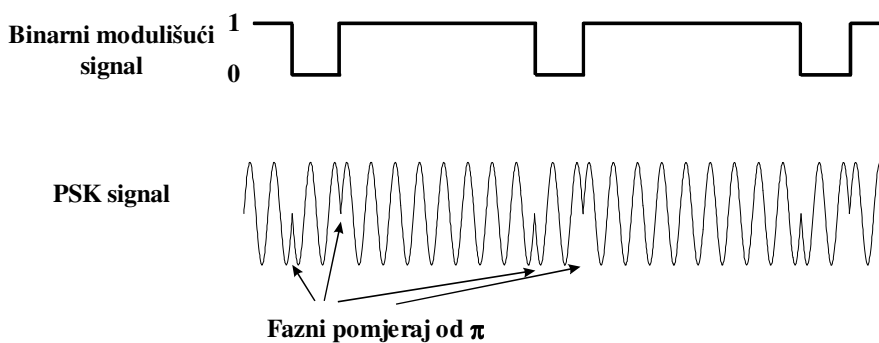 Binarni modulišući
signal
1
0
PSK signal
Fazni pomjeraj od π